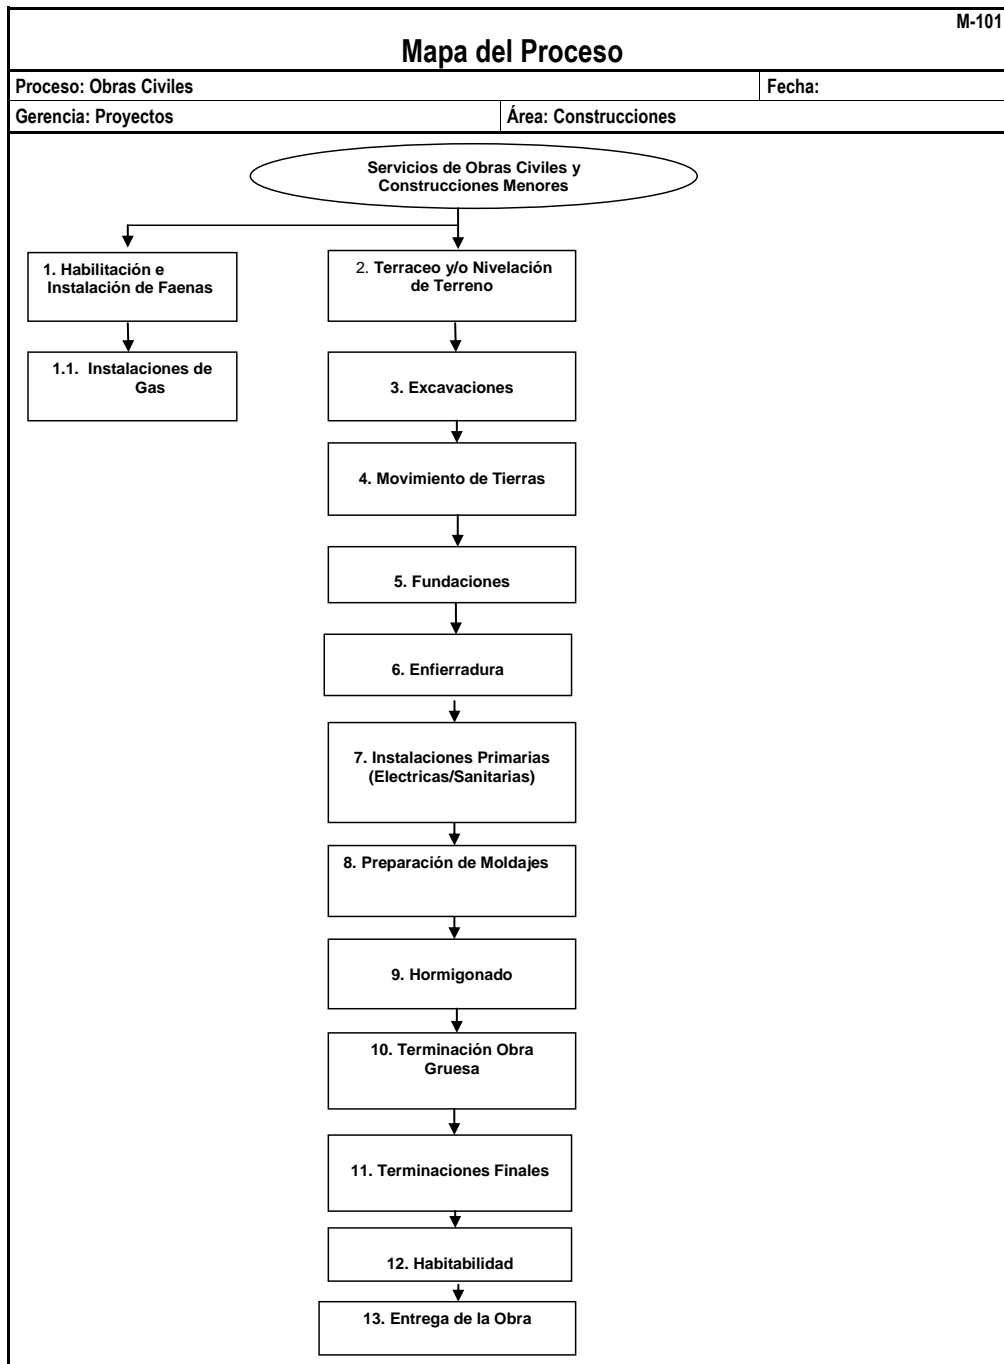 M-101
Mapa del Proceso
Proceso: Obras Civiles
Fecha:
Gerencia: Proyectos
Área: Construcciones
Servicios de Obras Civiles y
Construcciones Menores
1. Habilitación e
Instalación de Faenas
2. Terraceo y/o Nivelación
de Terreno
1.1. Instalaciones de
Gas
3. Excavaciones
4. Movimiento de Tierras
5. Fundaciones
6. Enfierradura
7. Instalaciones Primarias
(Electricas/Sanitarias)
8. Preparación de Moldajes
9. Hormigonado
10. Terminación Obra
Gruesa
11. Terminaciones Finales
12. Habitabilidad
13. Entrega de la Obra